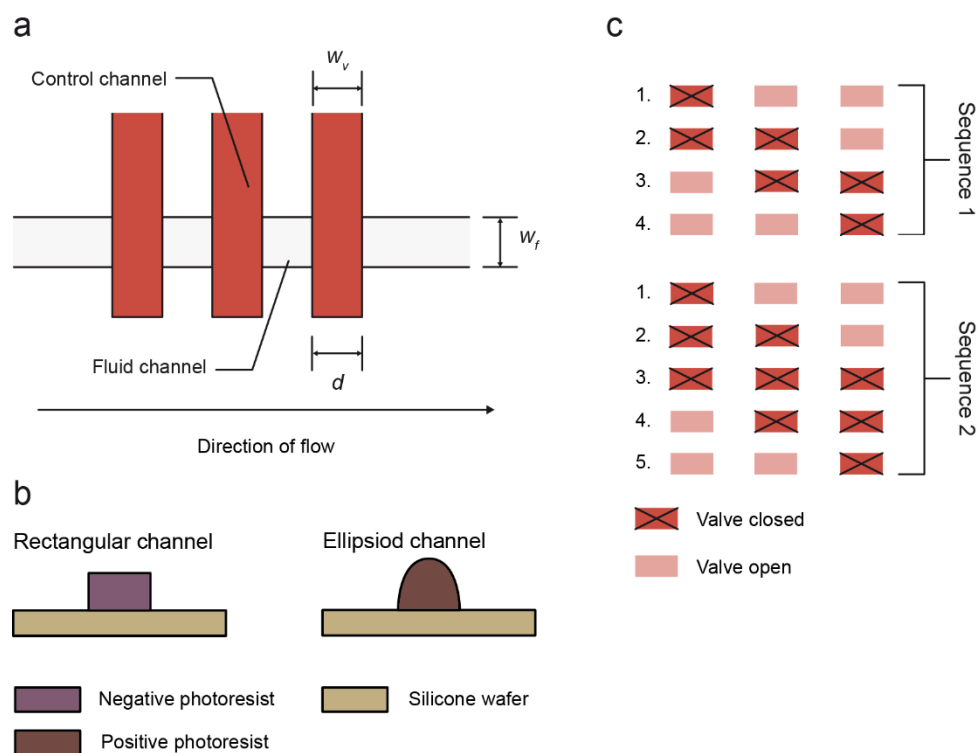 a
w_v
Control channel
w_f
Fluid channel
d
Direction of flow
b
Rectangular channel
Ellipsiod channel
Negative photoresist
Silicone wafer
Positive photoresist
c
1.
2.
3.
4.
Sequence 1
1.
2.
3.
4.
5.
Sequence 2
Valve closed
Valve open